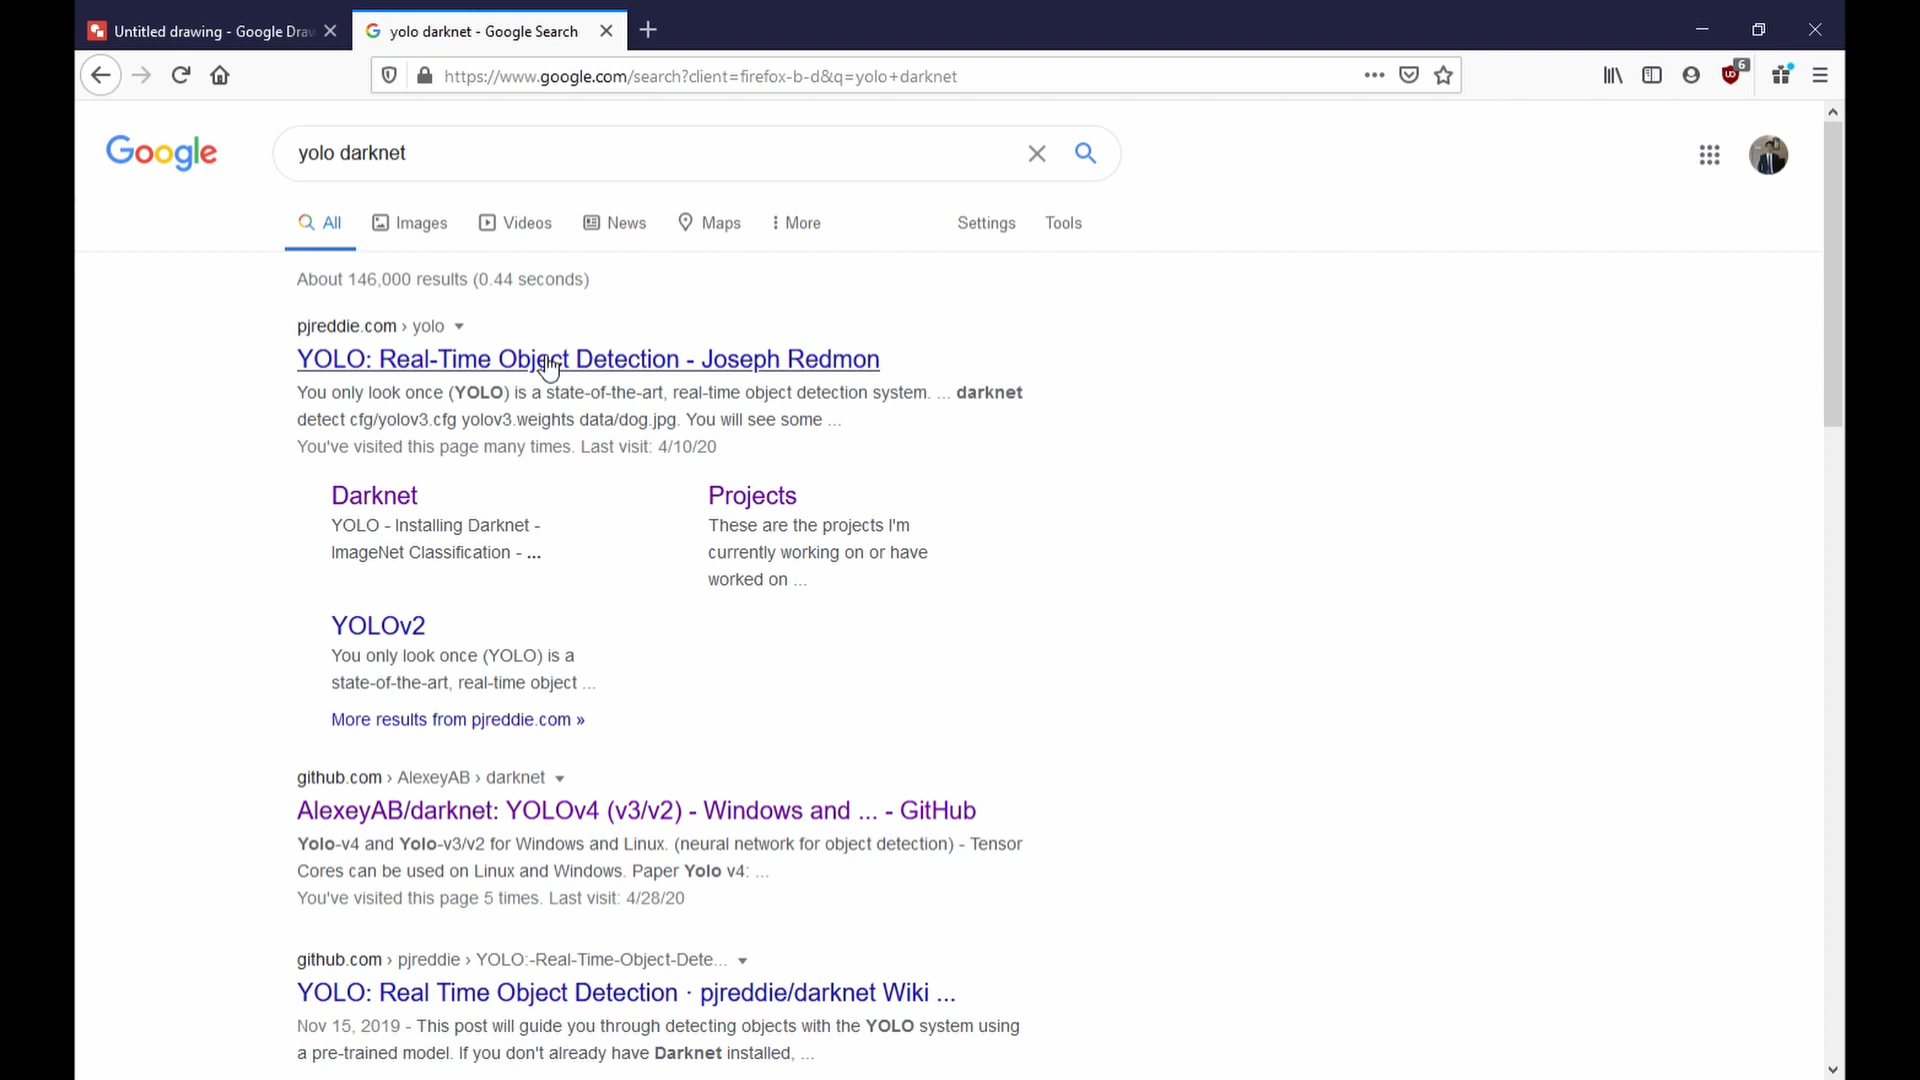 Untitled drawing - Google Draw
yolo darknet - Google Search
https://www.google.com/search?client=firefox-b-d&q=yolo+darknet
6
Google
yolo darknet
All
Images
Videos
News
Maps
More
Settings
Tools
About 146,000 results (0.44 seconds)
pjreddie.com › yolo
YOLO: Real-Time Object Detection - Joseph Redmon
You only look once (YOLO) is a state-of-the-art, real-time object detection system. ... darknet
detect cfg/yolov3.cfg yolov3.weights data/dog.jpg. You will see some ...
You've visited this page many times. Last visit: 4/10/20
Darknet
YOLO - Installing Darknet -
ImageNet Classification - ...
Projects
These are the projects I'm
currently working on or have
worked on ...
YOLOv2
You only look once (YOLO) is a
state-of-the-art, real-time object ...
More results from pjreddie.com »
github.com › AlexeyAB › darknet
AlexeyAB/darknet: YOLOv4 (v3/v2) - Windows and ... - GitHub
Yolo-v4 and Yolo-v3/v2 for Windows and Linux. (neural network for object detection) - Tensor
Cores can be used on Linux and Windows. Paper Yolo v4: ...
You've visited this page 5 times. Last visit: 4/28/20
github.com › pjreddie › YOLO:-Real-Time-Object-Dete...
YOLO: Real Time Object Detection · pjreddie/darknet Wiki ...
Nov 15, 2019 - This post will guide you through detecting objects with the YOLO system using
a pre-trained model. If you don't already have Darknet installed, ...